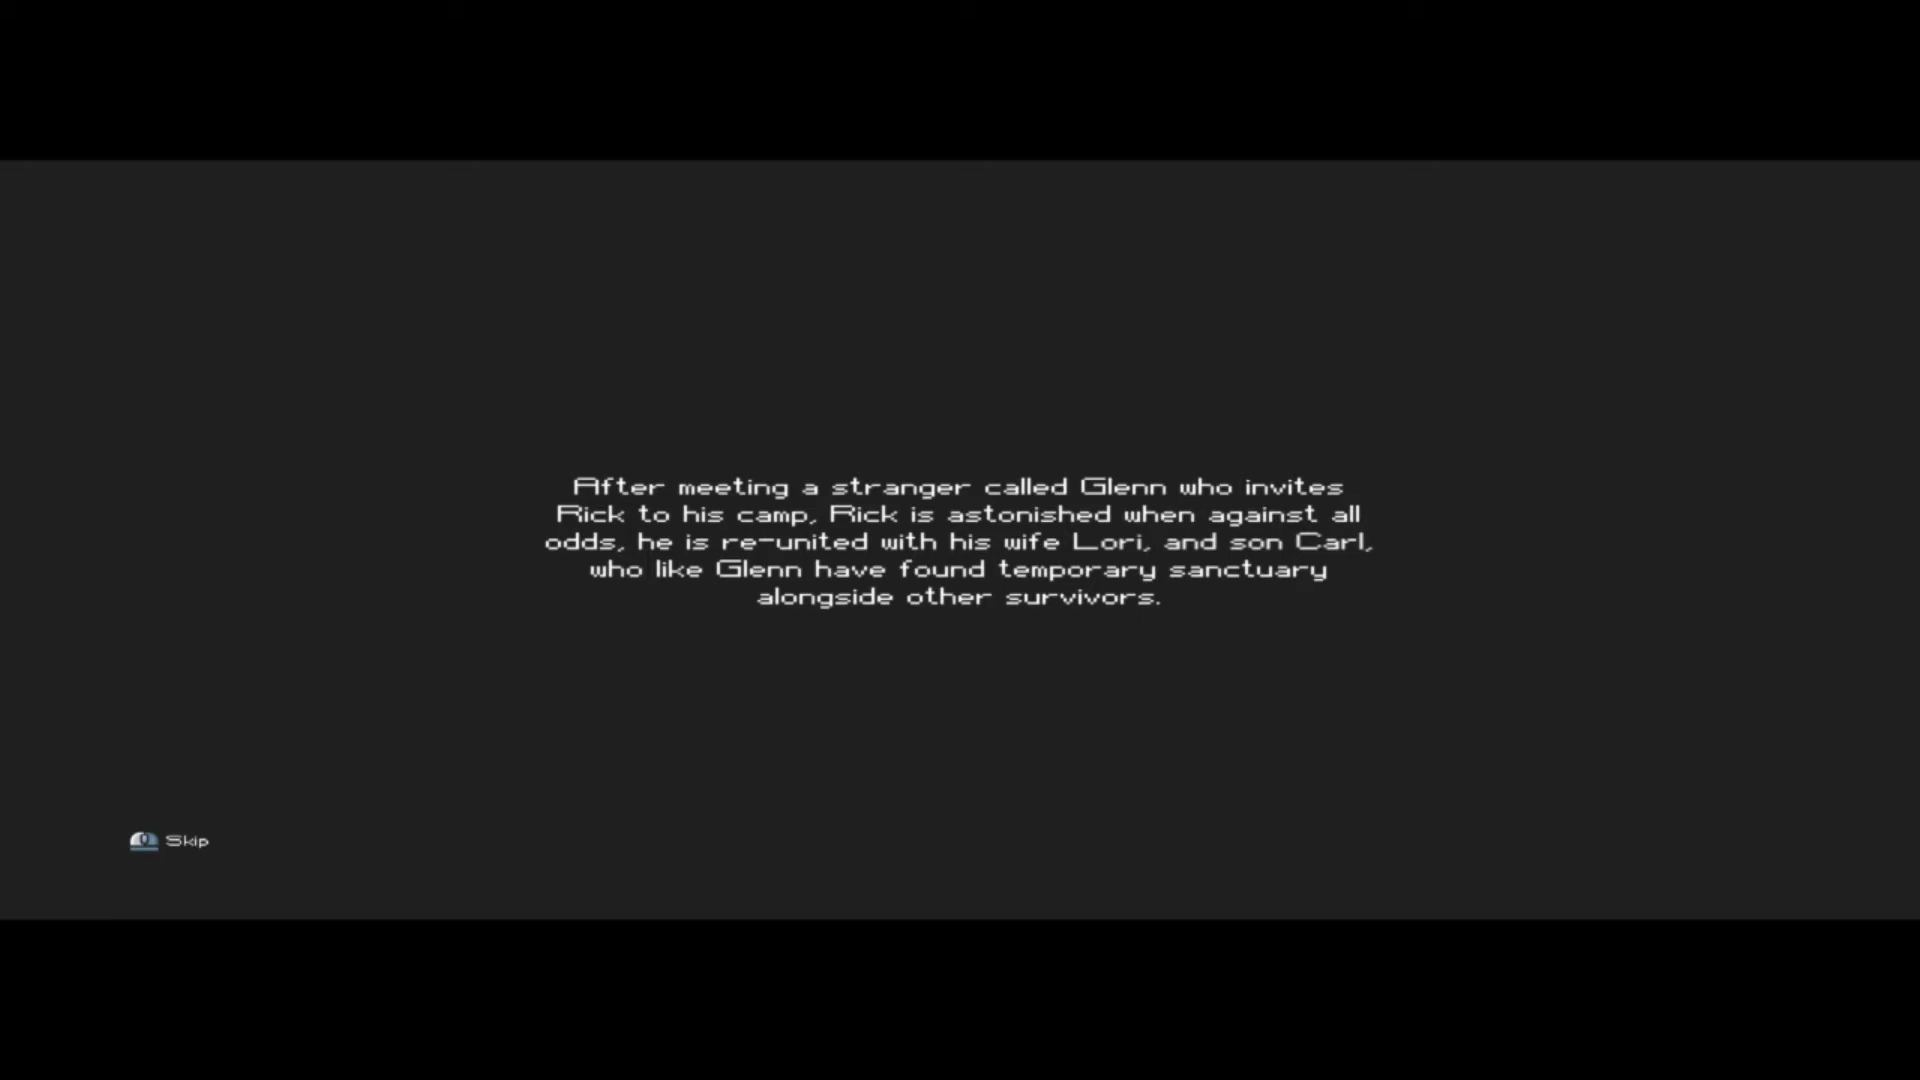 After meeting a stranger called Glenn who invites
Rick to his camp, Rick is astonished when against all
odds, he is re-united with his wife Lori, and son Carl,
who like Glenn have found temporary sanctuary
alongside other survivors.
Skip